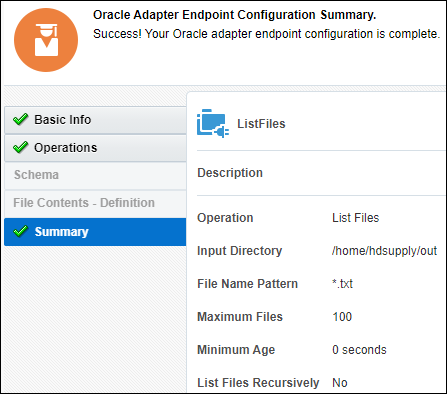 Oracle Adapter Endpoint Configuration Summary.
Success! Your Oracle adapter endpoint configuration is complete.
Basic Info
Operations
Schema
File Contents - Definition
Summary
ListFiles
Description
Operation List Files
Input Directory /home/hdsupply/out
File Name Pattern *.txt
Maximum Files 100
Minimum Age 0 seconds
List Files Recursively No